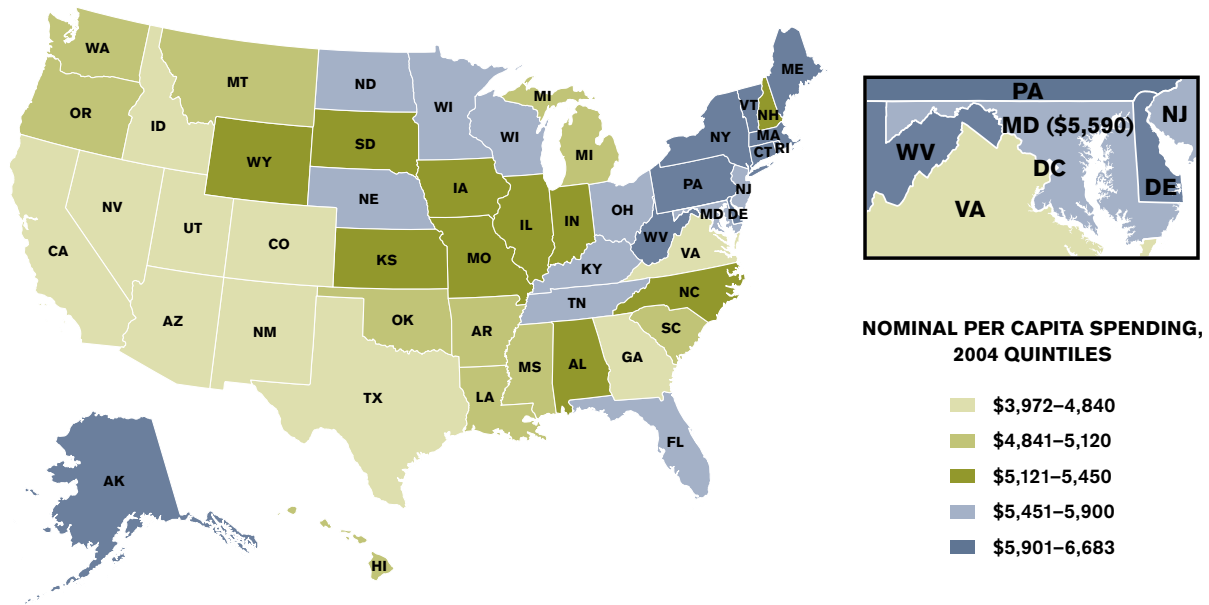 WA
MT
ND
WI
MI
ME
VT
NH
OR
ID
WY
SD
WI
MI
NY
MA
CT
RI
NV
UT
CO
NE
IA
IL
IN
OH
PA
NJ
MD
DE
CA
KS
MO
KY
WV
VA
AZ
NM
OK
AR
TN
NC
SC
TX
LA
MS
AL
GA
FL
AK
HI
PA
MD ($5,590)
NJ
WV
DC
DE
VA
NOMINAL PER CAPITA SPENDING,
2004 QUINTILES
$3,972–4,840
$4,841–5,120
$5,121–5,450
$5,451–5,900
$5,901–6,683